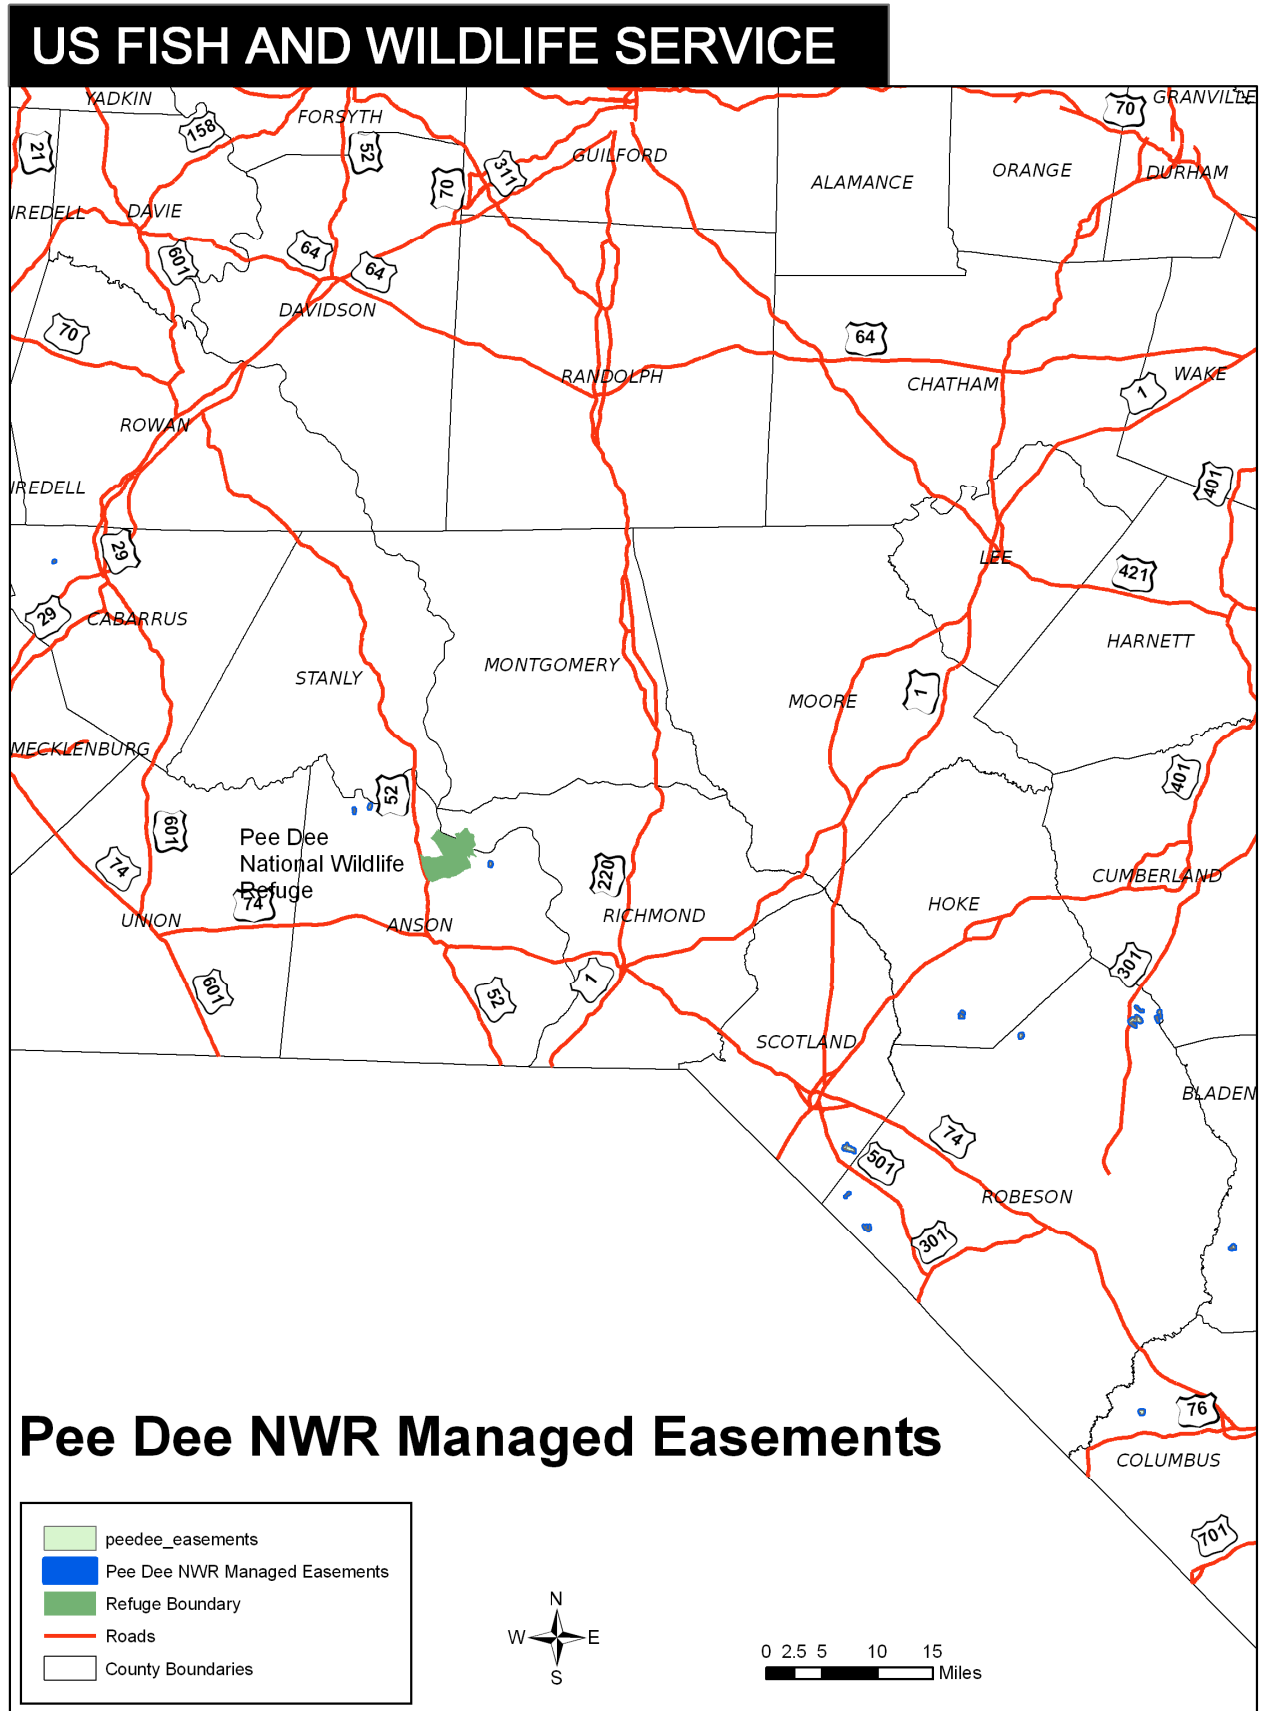 US FISH AND WILDLIFE SERVICE
YADKIN
GRANVILLE
158
FORSYTH
70
21
52
GUILFORD
311
70
ALAMANCE
ORANGE
DURHAM
IREDELL
DAVIE
601
64
64
DAVIDSON
70
64
RANDOLPH
CHATHAM
WAKE
1
ROWAN
IREDELL
401
29
LEE
421
29
CABARRUS
HARNETT
STANLY
MONTGOMERY
MOORE
1
MECKLENBURG
401
52
601
Pee Dee
National Wildlife
Refuge
74
220
CUMBERLAND
74
HOKE
UNION
ANSON
RICHMOND
301
601
52
1
SCOTLAND
BLADEN
74
501
ROBESON
301
76
Pee Dee NWR Managed Easements
COLUMBUS
701
peedee_easements
Pee Dee NWR Managed Easements
Refuge Boundary
Roads
County Boundaries
N
W E
S
0 2.5 5 10 15
Miles